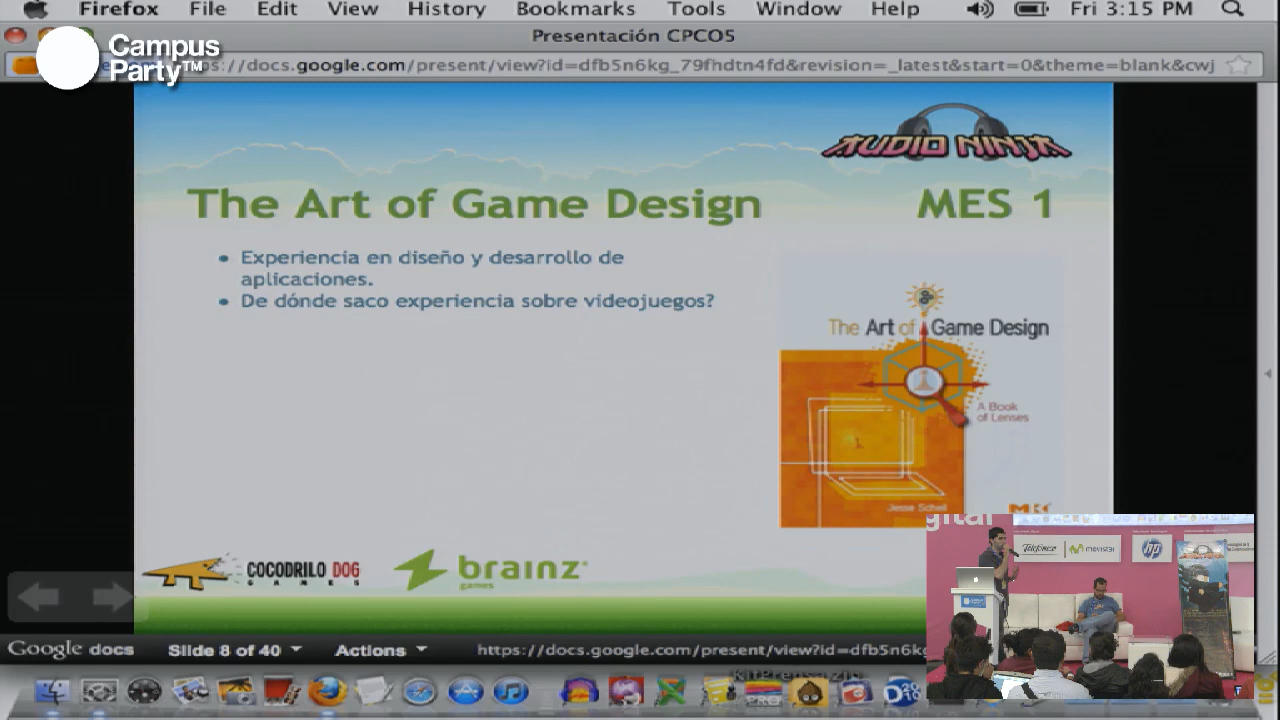 Firefox File Edit View History Bookmarks Tools Window Help Fri 3:15 PM
Presentación CPCO5
Campus
Party™
s://docs.google.com/present/view?id=dfb5n6kg_79fhdtn4fd&revision=_latest&start=0&theme=blank&cwj
AUDIO NINJA
The Art of Game Design
MES 1
• Experiencia en diseño y desarrollo de
aplicaciones.
• De dónde saco experiencia sobre videojuegos?
The Art of Game Design
A Book
of Lenses
Jesse Schell
COCODRILO DOG
GAMES
brainz
games
igital
Telefónica
movistar
hp
Google docs
Slide 8 of 40
Actions
https://docs.google.com/present/view?id=dfb5n6kg